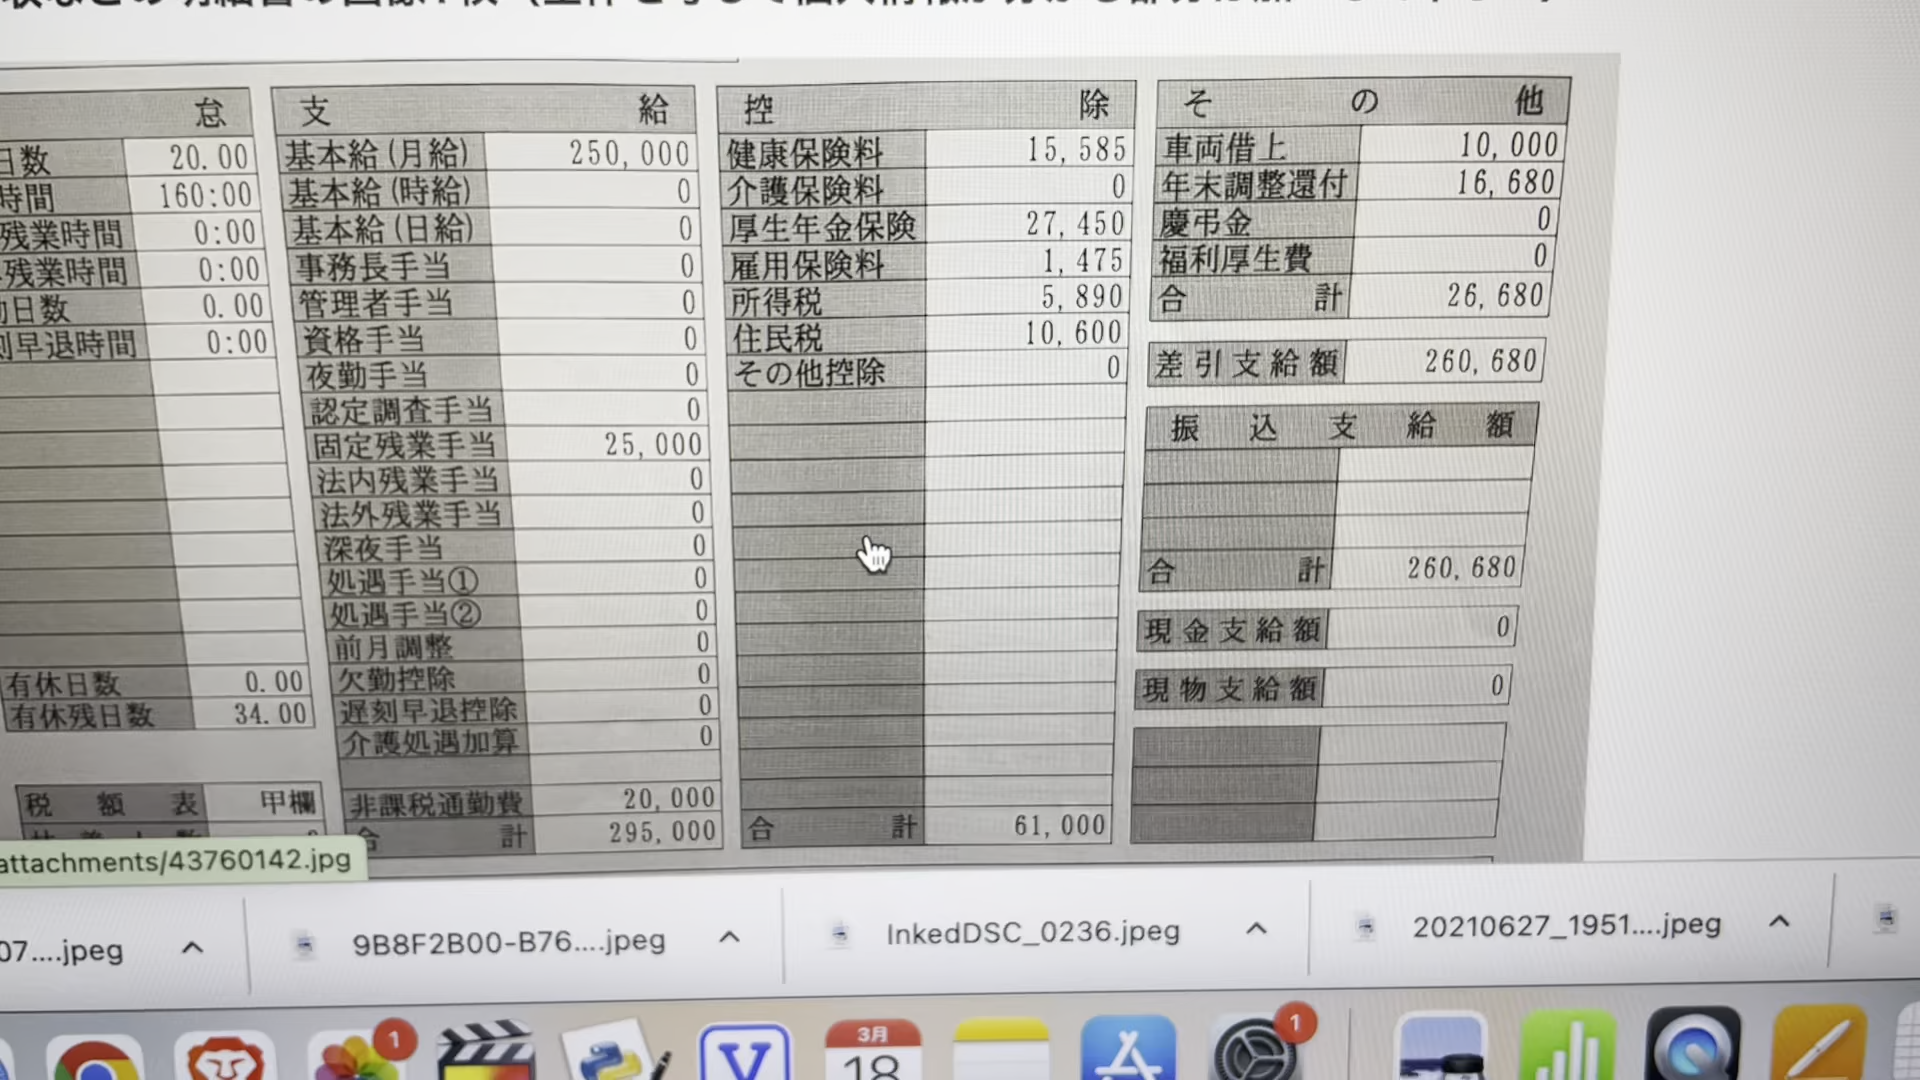 怠
日数 20.00
時間 160:00
残業時間 0:00
残業時間 0:00
日数 0.00
早退時間 0:00
有休日数 0.00
有休残日数 34.00
税額表 甲欄
支給
基本給(月給) 250,000
基本給(時給) 0
基本給(日給) 0
事務長手当 0
管理者手当 0
資格手当 0
夜勤手当 0
認定調査手当 0
固定残業手当 25,000
法内残業手当 0
法外残業手当 0
深夜手当 0
処遇手当① 0
処遇手当② 0
前月調整 0
欠勤控除 0
遅刻早退控除 0
介護処遇加算 0
非課税通勤費 20,000
合計 295,000
控除
健康保険料 15,585
介護保険料 0
厚生年金保険 27,450
雇用保険料 1,475
所得税 5,890
住民税 10,600
その他控除 0
合計 61,000
その他
車両借上 10,000
年末調整還付 16,680
慶弔金 0
福利厚生費 0
合計 26,680
差引支給額 260,680
振込支給額
合計 260,680
現金支給額 0
現物支給額 0
attachments/43760142.jpg
07....jpeg
9B8F2B00-B76....jpeg
InkedDSC_0236.jpeg
20210627_1951....jpeg
1
3月
18
1